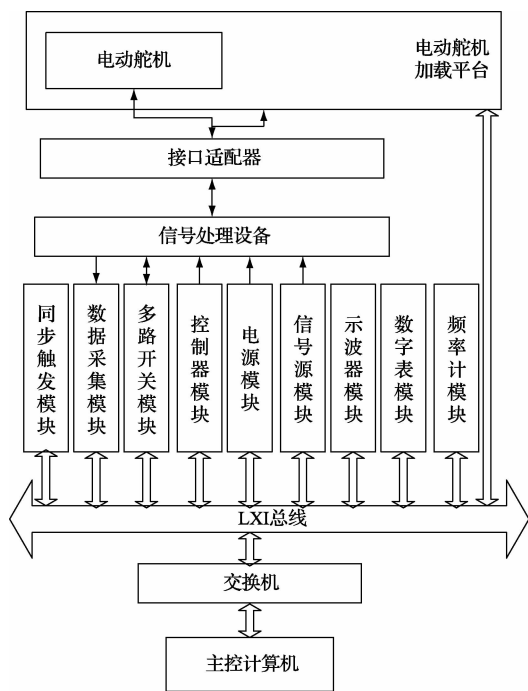 电动舵机
电动舵机
加载平台
接口适配器
信号处理设备
同步触发模块
数据采集模块
多路开关模块
控制器模块
电源模块
信号源模块
示波器模块
数字表模块
频率计模块
LXI总线
交换机
主控计算机